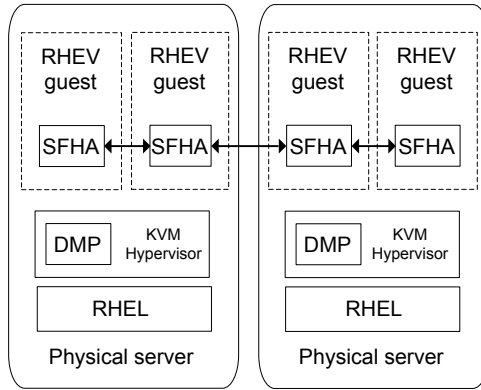 RHEV guest
RHEV guest
RHEV guest
RHEV guest
SFHA
SFHA
SFHA
SFHA
DMP
KVM Hypervisor
DMP
KVM Hypervisor
RHEL
RHEL
Physical server
Physical server